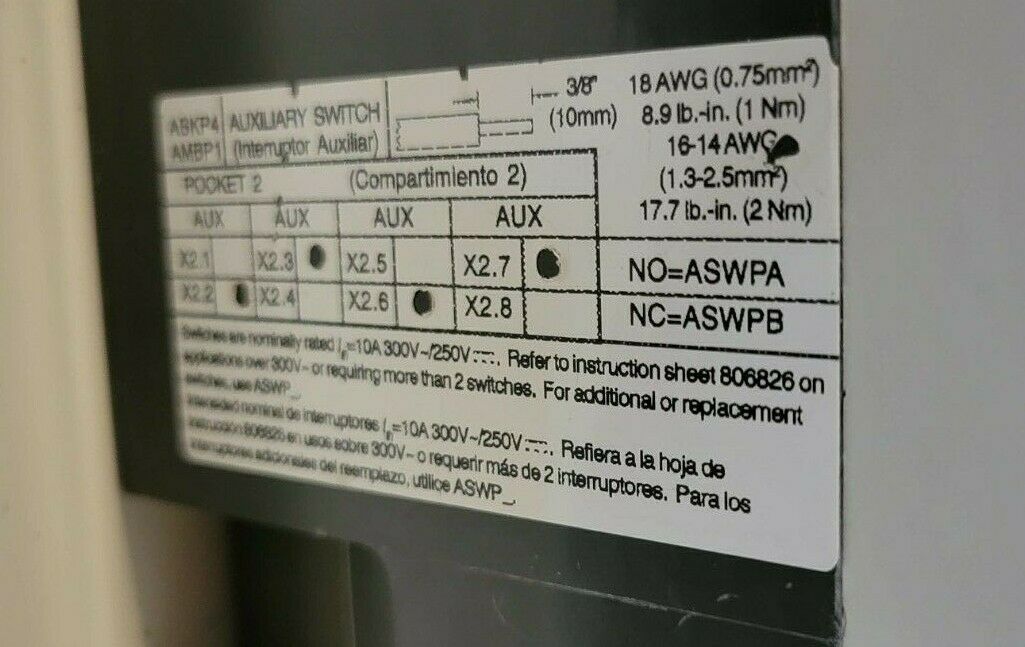 ASKP4 AUXILIARY SWITCH
AMBP1 (Interruptor Auxiliar)
3/8"
(10mm)
18 AWG (0.75mm²)
8.9 lb.-in. (1 Nm)
16-14 AWG
(1.3-2.5mm²)
17.7 lb.-in. (2 Nm)
POCKET 2 (Compartimiento 2)
AUX AUX AUX AUX
X2.1 X2.3 X2.5 X2.7 NO=ASWPA
X2.2 X2.4 X2.6 X2.8 NC=ASWPB
Switches are nominally rated Iₑ=10A 300V~/250V⎓. Refer to instruction sheet 806826 on
applications over 300V~ or requiring more than 2 switches. For additional or replacement
switches, use ASWP_.
Intensidad nominal de interruptores Iₑ=10A 300V~/250V⎓. Refiera a la hoja de
instrucción 806826 en usos sobre 300V~ o requerir más de 2 interruptores. Para los
interruptores adicionales del reemplazo, utilice ASWP_.